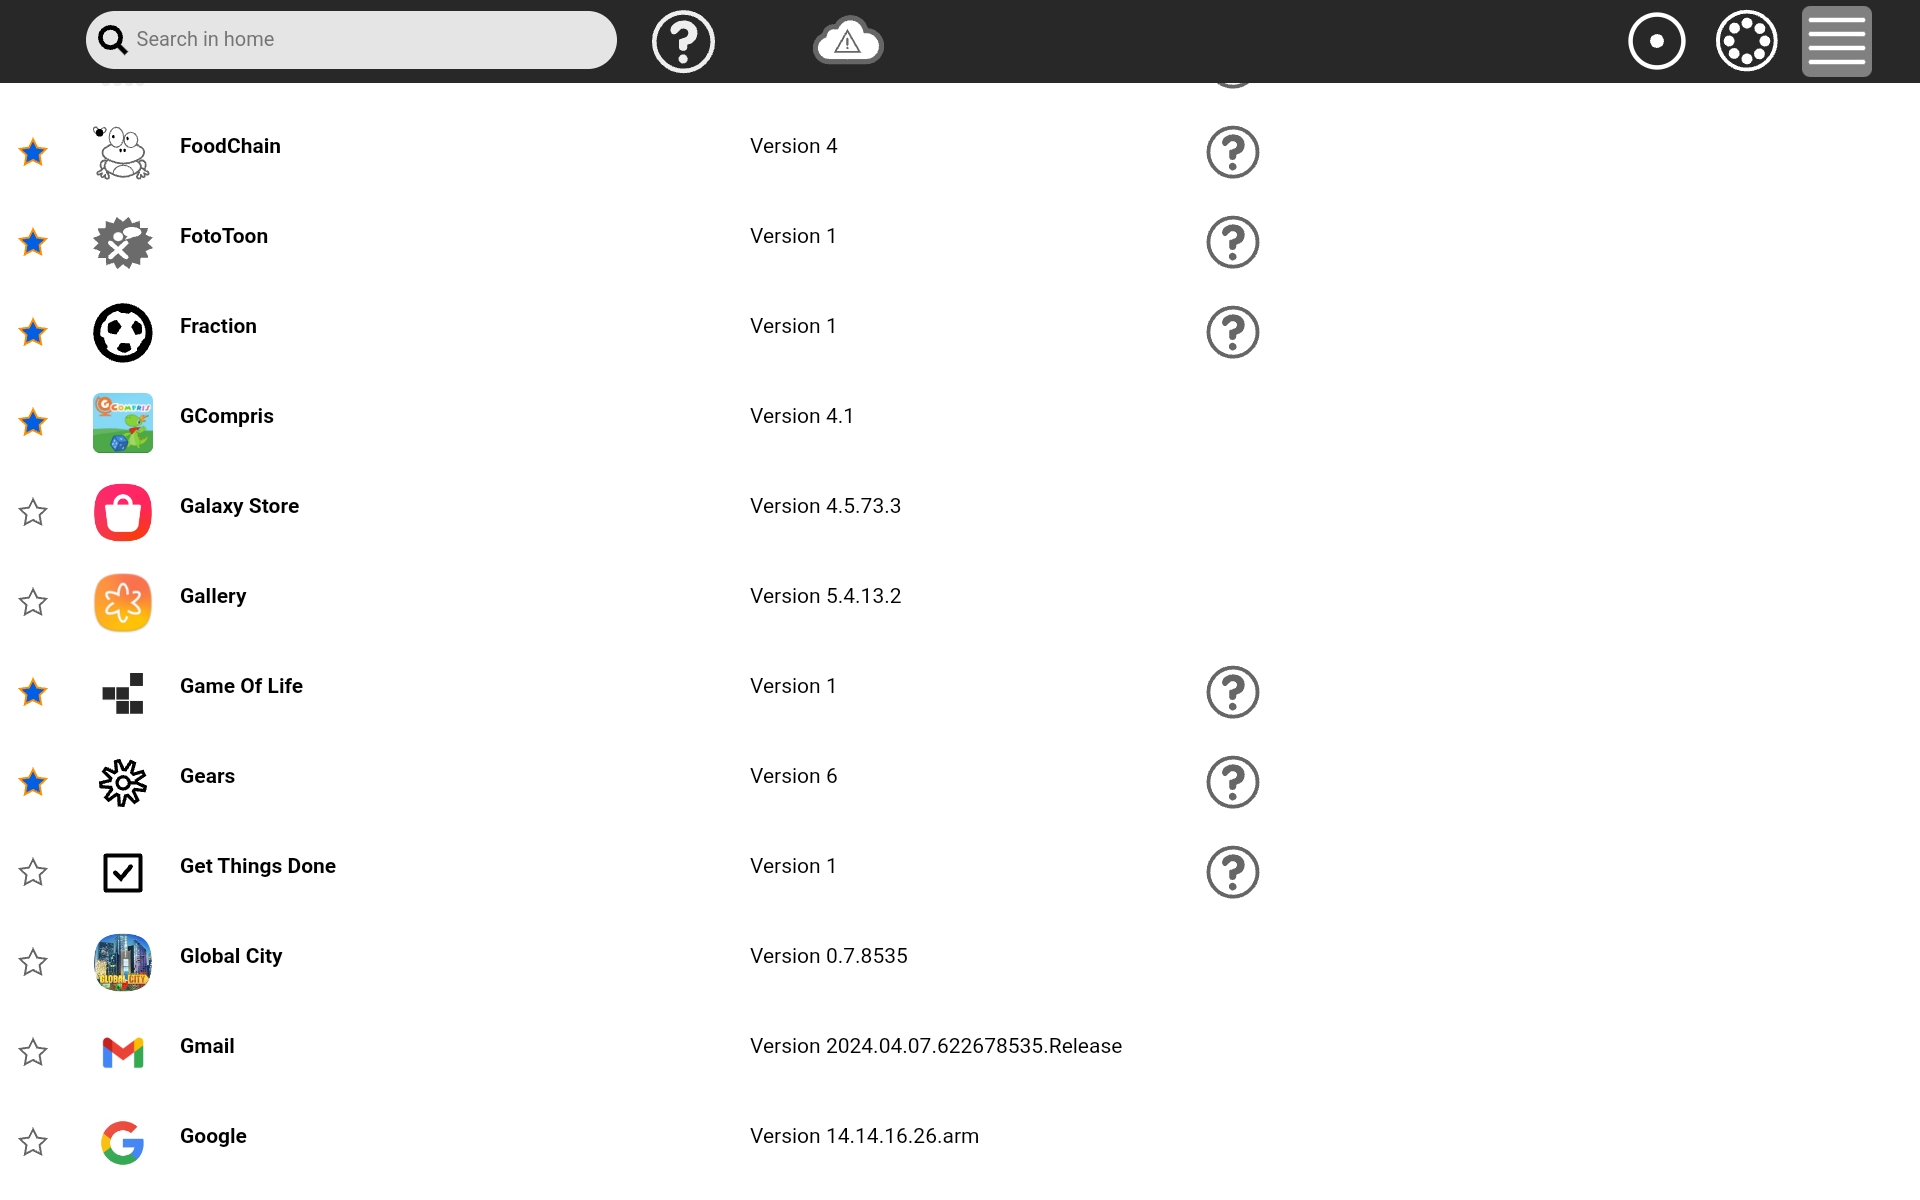 Search in home
FoodChain Version 4
FotoToon Version 1
Fraction Version 1
GCompris Version 4.1
Galaxy Store Version 4.5.73.3
Gallery Version 5.4.13.2
Game Of Life Version 1
Gears Version 6
Get Things Done Version 1
Global City Version 0.7.8535
Gmail Version 2024.04.07.622678535.Release
Google Version 14.14.16.26.arm